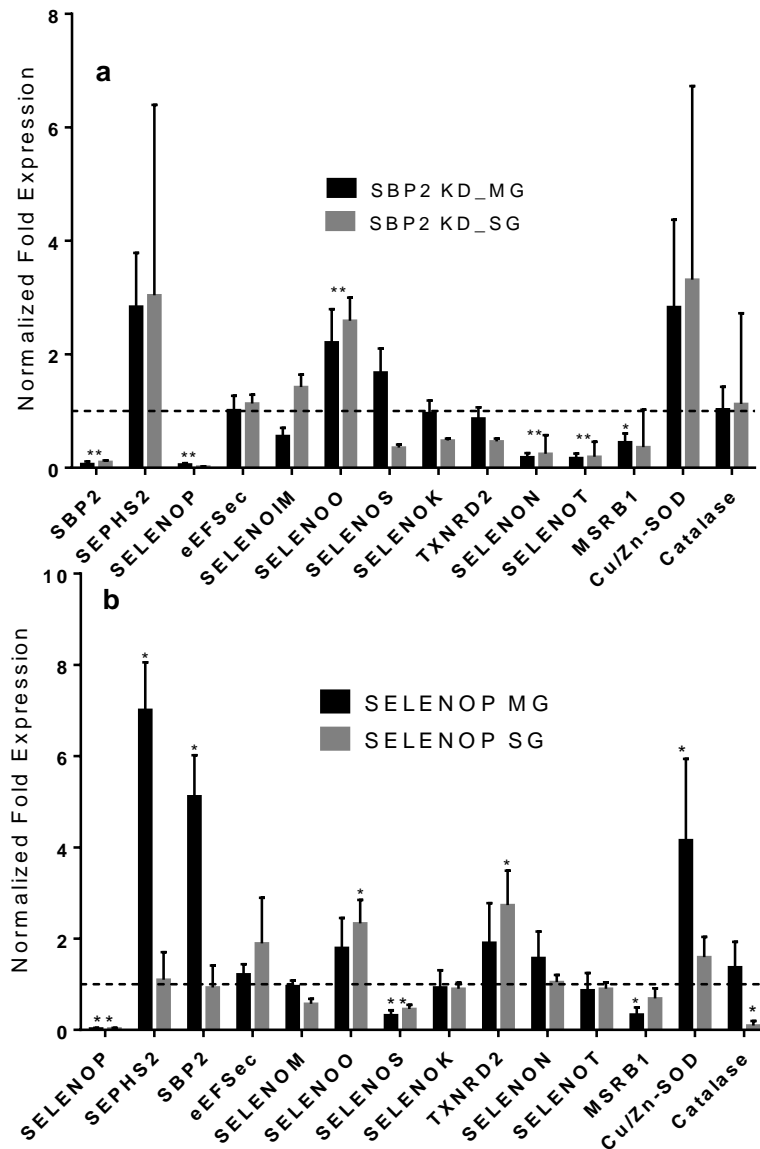 8
a
6
Normalized Fold Expression
SBP2 KD_MG
SBP2 KD_SG
4
**
2
** ** ** ** *
0
SBP2
SEPHS2
SELENOP
eEFSec
SELENOIM
SELENOO
SELENOS
SELENOK
TXNRD2
SELENON
SELENOT
MSRB1
Cu/Zn-SOD
Catalase
10
b
8
*
Normalized Fold Expression
SELENOP MG
SELENOP SG
6
* *
4
*
*
2
** ** * *
0
SELENOP
SEPHS2
SBP2
eEFSec
SELENOM
SELENOO
SELENOS
SELENOK
TXNRD2
SELENON
SELENOT
MSRB1
Cu/Zn-SOD
Catalase